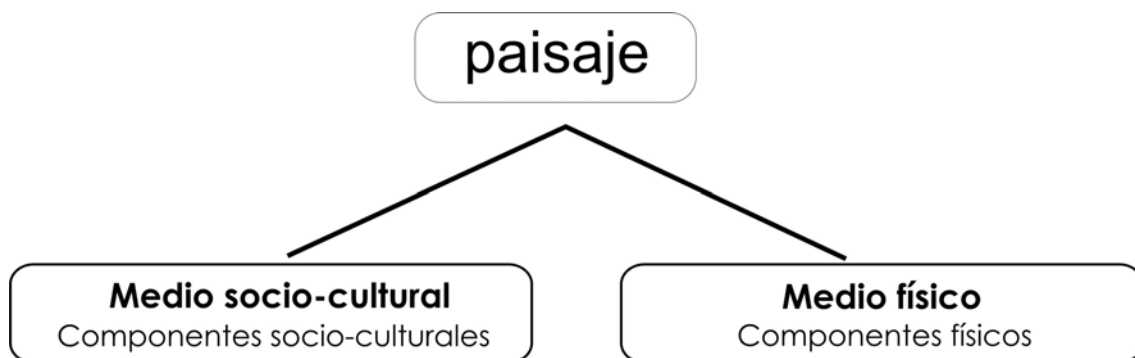 paisaje
Medio socio-cultural
Componentes socio-culturales
Medio físico
Componentes físicos